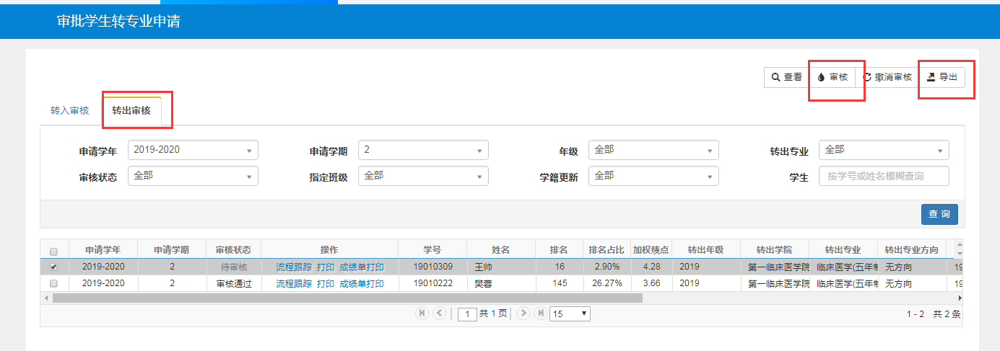 审批学生转专业申请
查看 审核 撤消审核 导出
转入审核 转出审核
申请学年 2019-2020 申请学期 2 年级 全部 转出专业 全部
审核状态 全部 指定班级 全部 学籍更新 全部 学生 按学号或姓名模糊查询
查 询
申请学年 申请学期 审核状态 操作 学号 姓名 排名 排名占比 加权绩点 转出年级 转出学院 转出专业 转出专业方向
2019-2020 2 待审核 流程跟踪 打印 成绩单打印 19010309 王帅 16 2.90% 4.28 2019 第一临床医学院 临床医学(五年制 无方向 19
2019-2020 2 审核通过 流程跟踪 打印 成绩单打印 19010222 樊蓉 145 26.27% 3.66 2019 第一临床医学院 临床医学(五年制 无方向 19
1 共 1 页 15 1 - 2 共 2 条